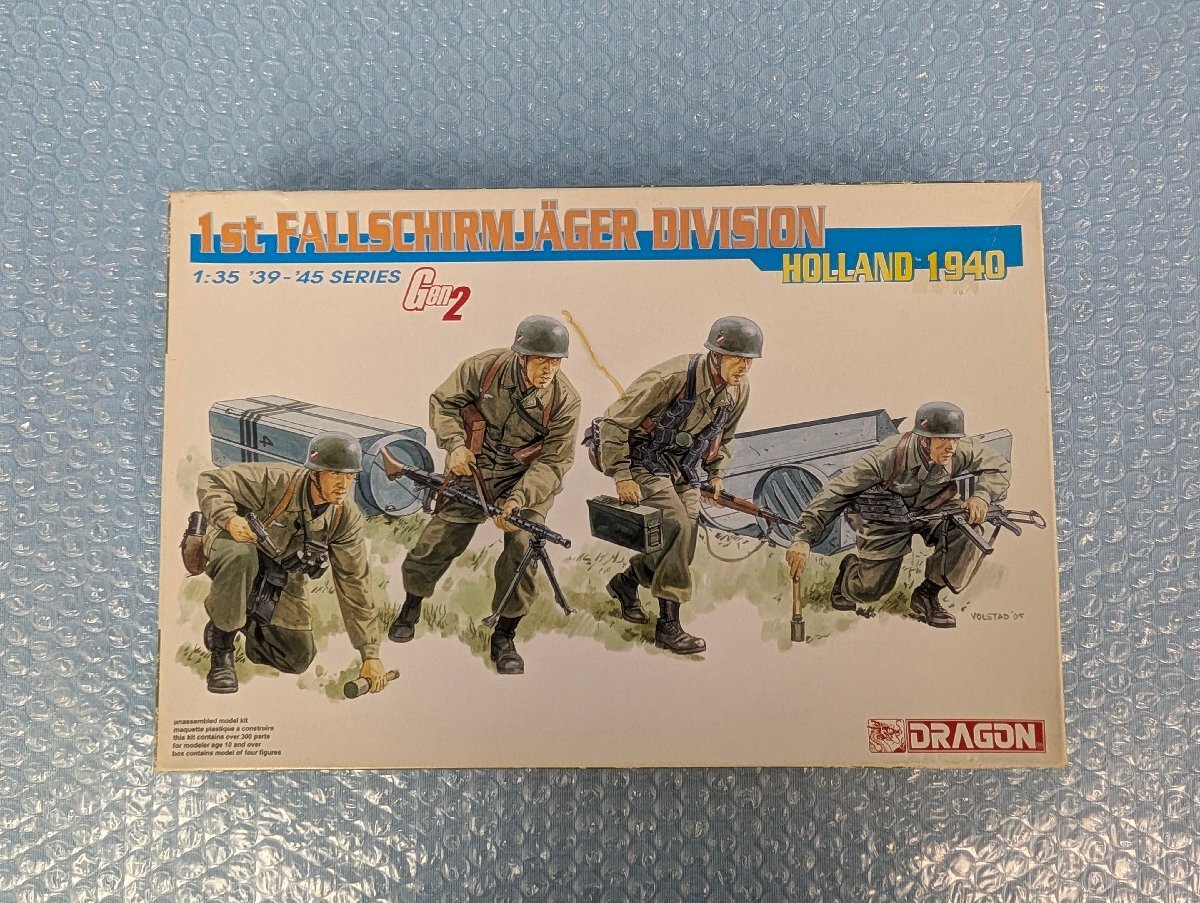 1st FALLSCHIRMJÄGER DIVISION
HOLLAND 1940
1:35 '39-'45 SERIES
Gen2
4
VOLSTAD '05
unassembled model kit
maquette plastique a construire
this kit contains over 300 parts
for modeler age 10 and over
box contains model of four figures
DRAGON